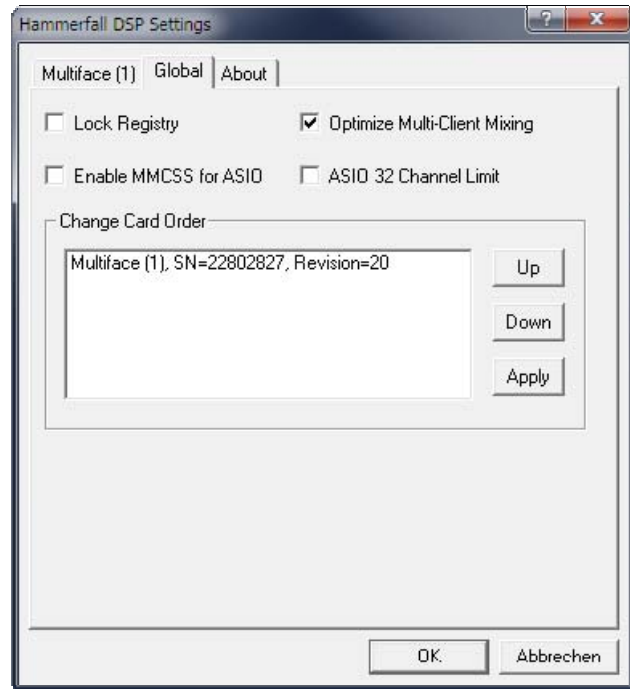 Hammerfall DSP Settings
? X
Multiface (1) Global About
Lock Registry
Optimize Multi-Client Mixing
Enable MMCSS for ASIO
ASIO 32 Channel Limit
Change Card Order
Multiface (1), SN=22802827, Revision=20
Up
Down
Apply
OK.
Abbrechen